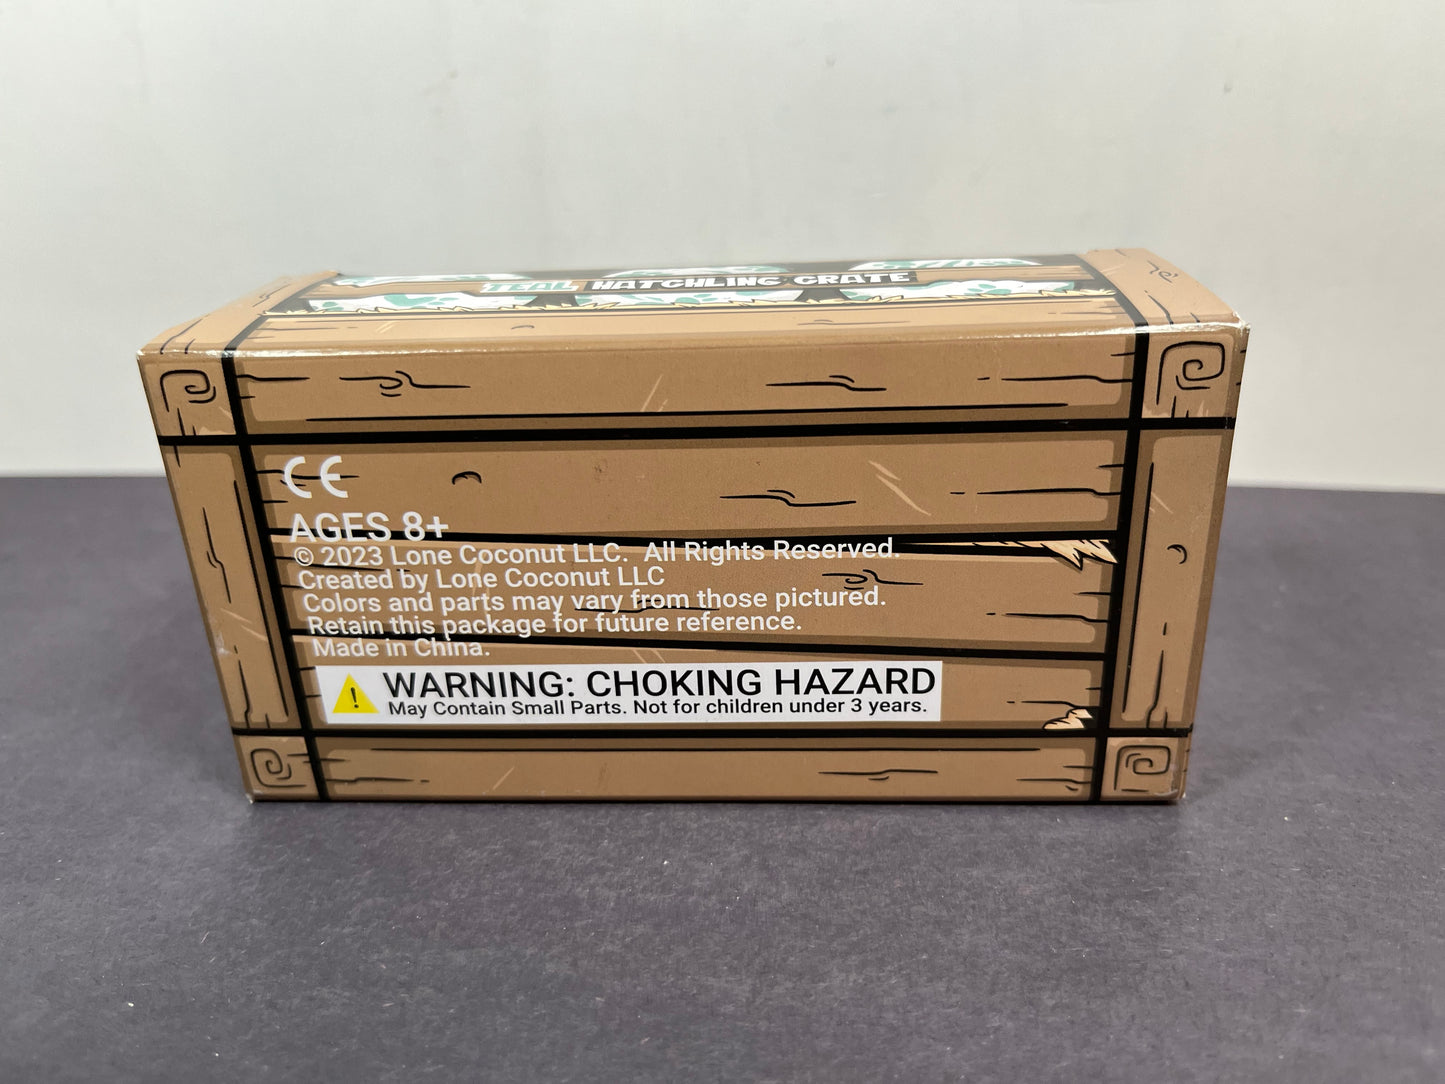 TEAL HATCHLING CRATE
CE
AGES 8+
© 2023 Lone Coconut LLC. All Rights Reserved.
Created by Lone Coconut LLC
Colors and parts may vary from those pictured.
Retain this package for future reference.
Made in China.
WARNING: CHOKING HAZARD
May Contain Small Parts. Not for children under 3 years.